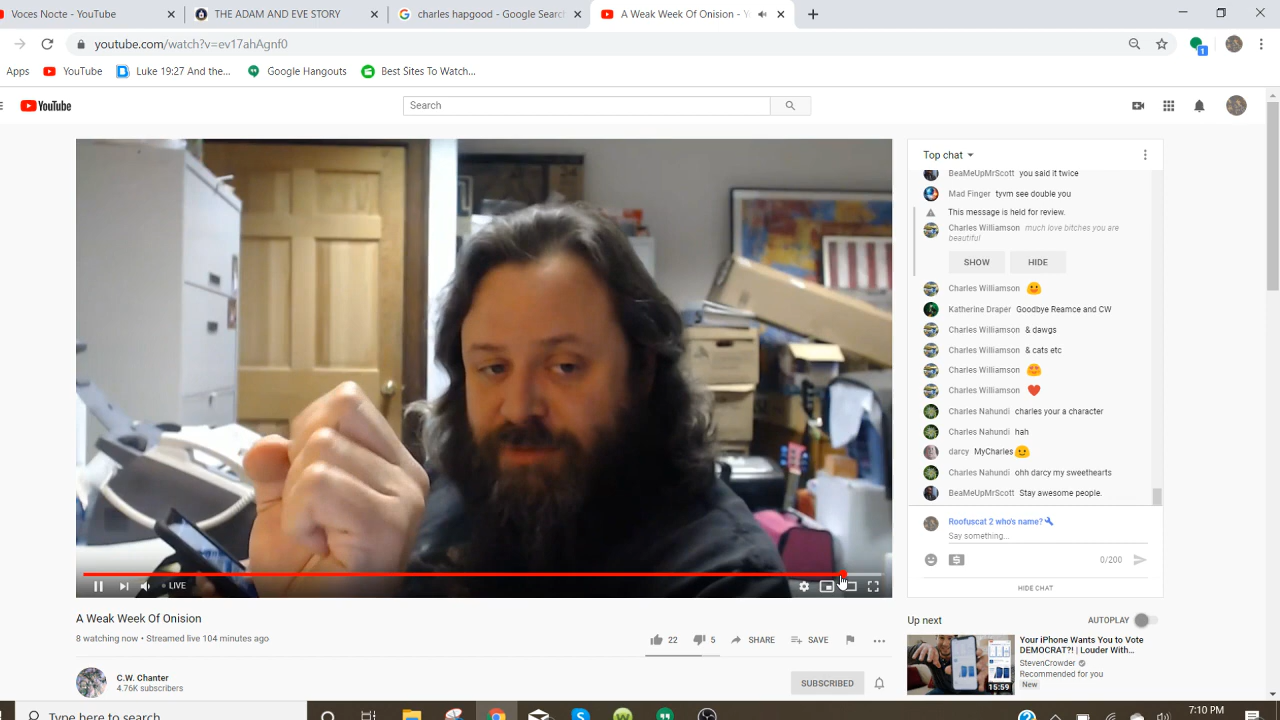 Voces Nocte - YouTube
THE ADAM AND EVE STORY
charles hapgood - Google Search
A Weak Week Of Onision - Y
youtube.com/watch?v=ev17ahAgnf0
Apps
YouTube
Luke 19:27 And the...
Google Hangouts
Best Sites To Watch...
1
YouTube
Search
Top chat
BeaMeUpMrScott you said it twice
Mad Finger tyvm see double you
This message is held for review.
Charles Williamson much love bitches you are
beautiful
SHOW HIDE
Charles Williamson
Katherine Draper Goodbye Reamce and CW
Charles Williamson & dawgs
Charles Williamson & cats etc
Charles Williamson
Charles Williamson
Charles Nahundi charles your a character
Charles Nahundi hah
darcy MyCharles
Charles Nahundi ohh darcy my sweethearts
BeaMeUpMrScott Stay awesome people.
Roofuscat 2 who's name?
Say something...
0/200
HIDE CHAT
LIVE
A Weak Week Of Onision
8 watching now • Streamed live 104 minutes ago
22 5 SHARE SAVE
C.W. Chanter
4.76K subscribers
SUBSCRIBED
Up next AUTOPLAY
Your iPhone Wants You to Vote
DEMOCRAT?! | Louder With...
StevenCrowder
Recommended for you
New
15:59
Type here to search
7:10 PM